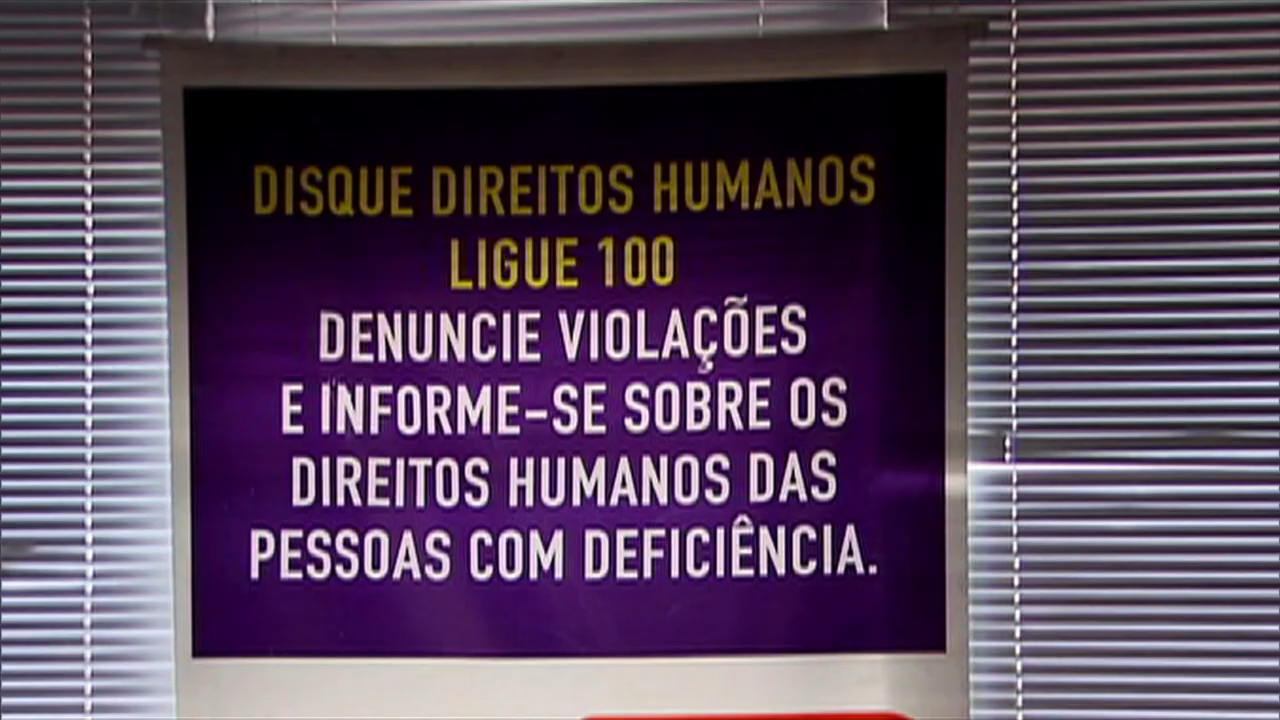 DISQUE DIREITOS HUMANOS
LIGUE 100
DENUNCIE VIOLAÇÕES
E INFORME-SE SOBRE OS
DIREITOS HUMANOS DAS
PESSOAS COM DEFICIÊNCIA.